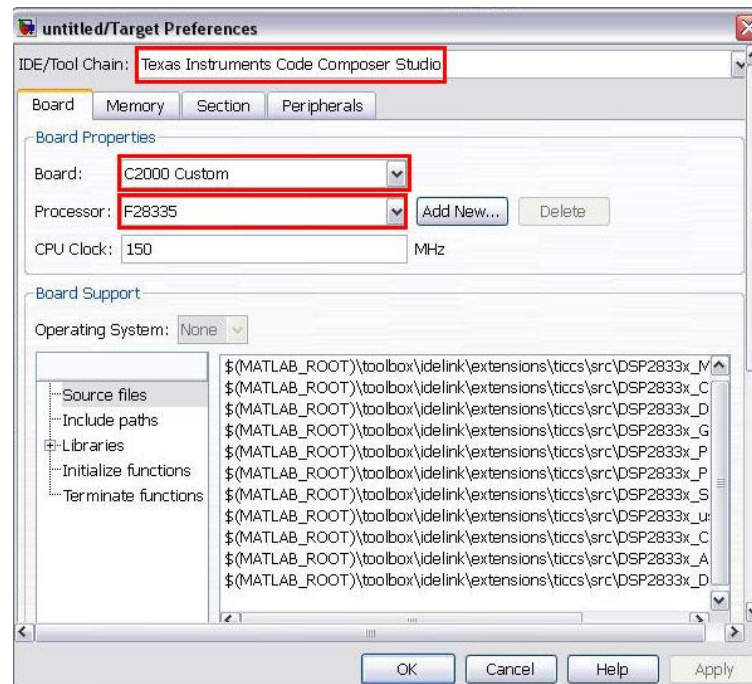 untitled/Target Preferences
IDE/Tool Chain: Texas Instruments Code Composer Studio
Board Memory Section Peripherals
Board Properties
Board: C2000 Custom
Processor: F28335 Add New... Delete
CPU Clock: 150 MHz
Board Support
Operating System: None
Source files
Include paths
Libraries
Initialize functions
Terminate functions
$(MATLAB_ROOT)\toolbox\idelink\extensions\ticcs\src\DSP2833x_M
$(MATLAB_ROOT)\toolbox\idelink\extensions\ticcs\src\DSP2833x_C
$(MATLAB_ROOT)\toolbox\idelink\extensions\ticcs\src\DSP2833x_D
$(MATLAB_ROOT)\toolbox\idelink\extensions\ticcs\src\DSP2833x_G
$(MATLAB_ROOT)\toolbox\idelink\extensions\ticcs\src\DSP2833x_P
$(MATLAB_ROOT)\toolbox\idelink\extensions\ticcs\src\DSP2833x_P
$(MATLAB_ROOT)\toolbox\idelink\extensions\ticcs\src\DSP2833x_S
$(MATLAB_ROOT)\toolbox\idelink\extensions\ticcs\src\DSP2833x_u
$(MATLAB_ROOT)\toolbox\idelink\extensions\ticcs\src\DSP2833x_C
$(MATLAB_ROOT)\toolbox\idelink\extensions\ticcs\src\DSP2833x_A
$(MATLAB_ROOT)\toolbox\idelink\extensions\ticcs\src\DSP2833x_D
OK Cancel Help Apply